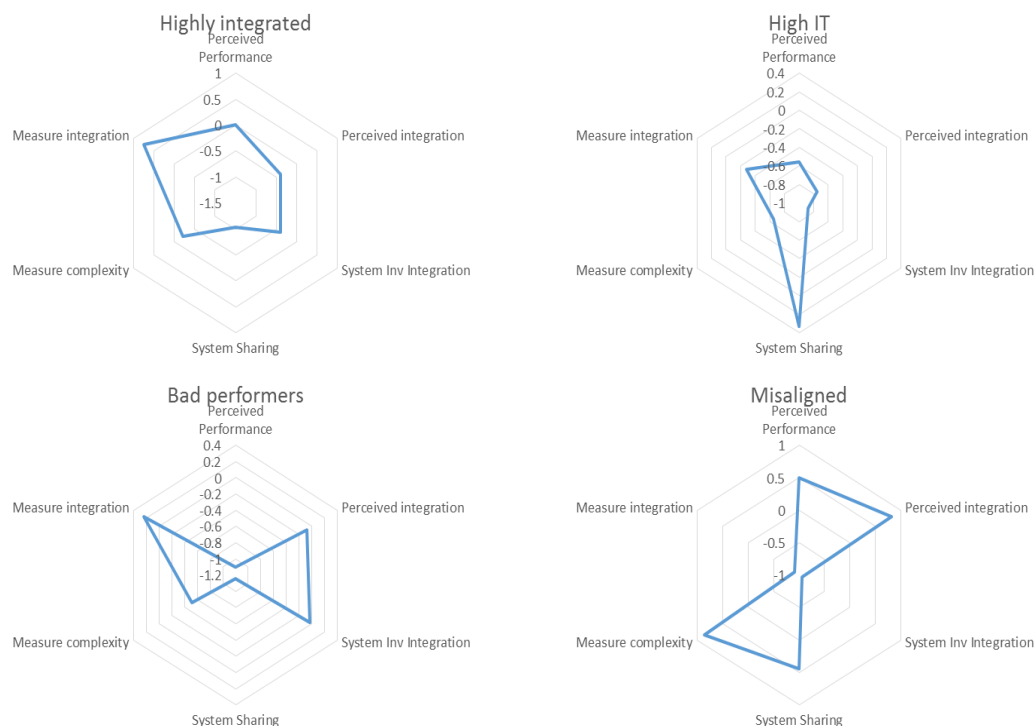 Highly integrated
Perceived
Performance
1
0.5
0
-0.5
-1
-1.5
Measure integration
Perceived integration
Measure complexity
System Inv Integration
System Sharing
High IT
Perceived
Performance
0.4
0.2
0
-0.2
-0.4
-0.6
-0.8
-1
Measure integration
Perceived integration
Measure complexity
System Inv Integration
System Sharing
Bad performers
Perceived
Performance
0.4
0.2
0
-0.2
-0.4
-0.6
-0.8
-1
-1.2
Measure integration
Perceived integration
Measure complexity
System Inv Integration
System Sharing
Misaligned
Perceived
Performance
1
0.5
0
-0.5
-1
Measure integration
Perceived integration
Measure complexity
System Inv Integration
System Sharing